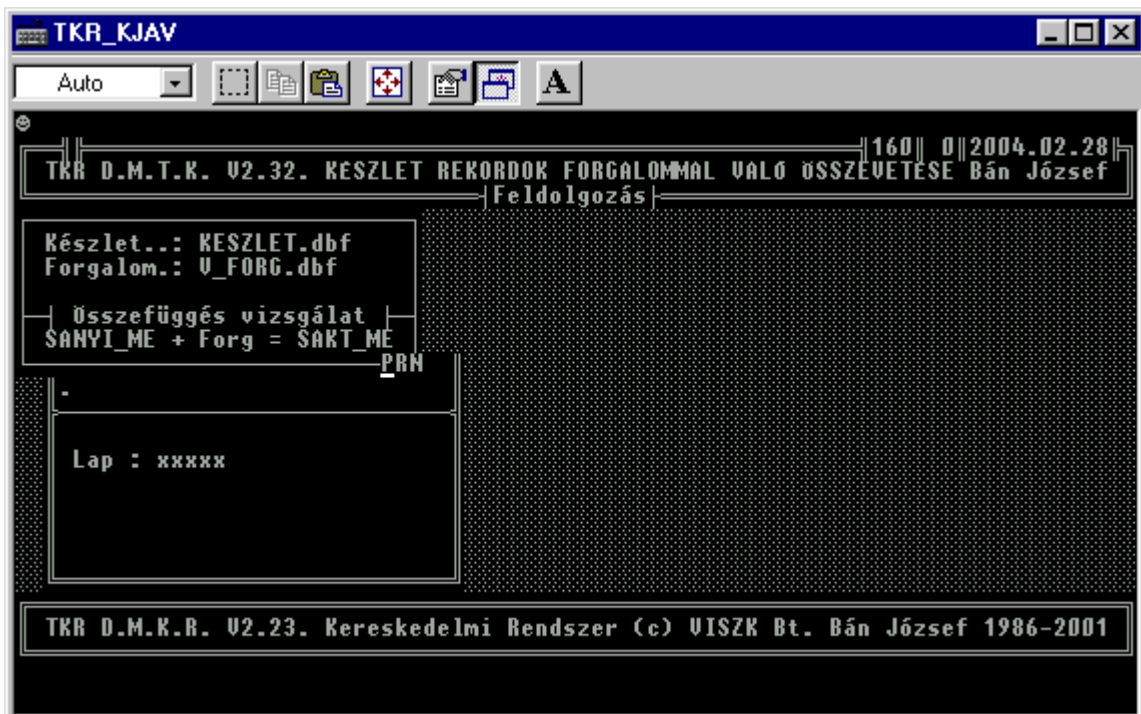 TKR_KJAV
Auto
A
160 0 2004.02.28
TKR D.M.T.K. V2.32. KÉSZLET REKORDOK FORGALOMMAL VALÓ ÖSSZEVETÉSE Bán József
Feldolgozás
Készlet..: KESZLET.dbf
Forgalom.: V_FORG.dbf
Összefüggés vizsgálat
SANYI_ME + Forg = SAKT_ME
PRN
-
Lap : xxxxx
TKR D.M.K.R. V2.23. Kereskedelmi Rendszer (c) VISZK Bt. Bán József 1986-2001